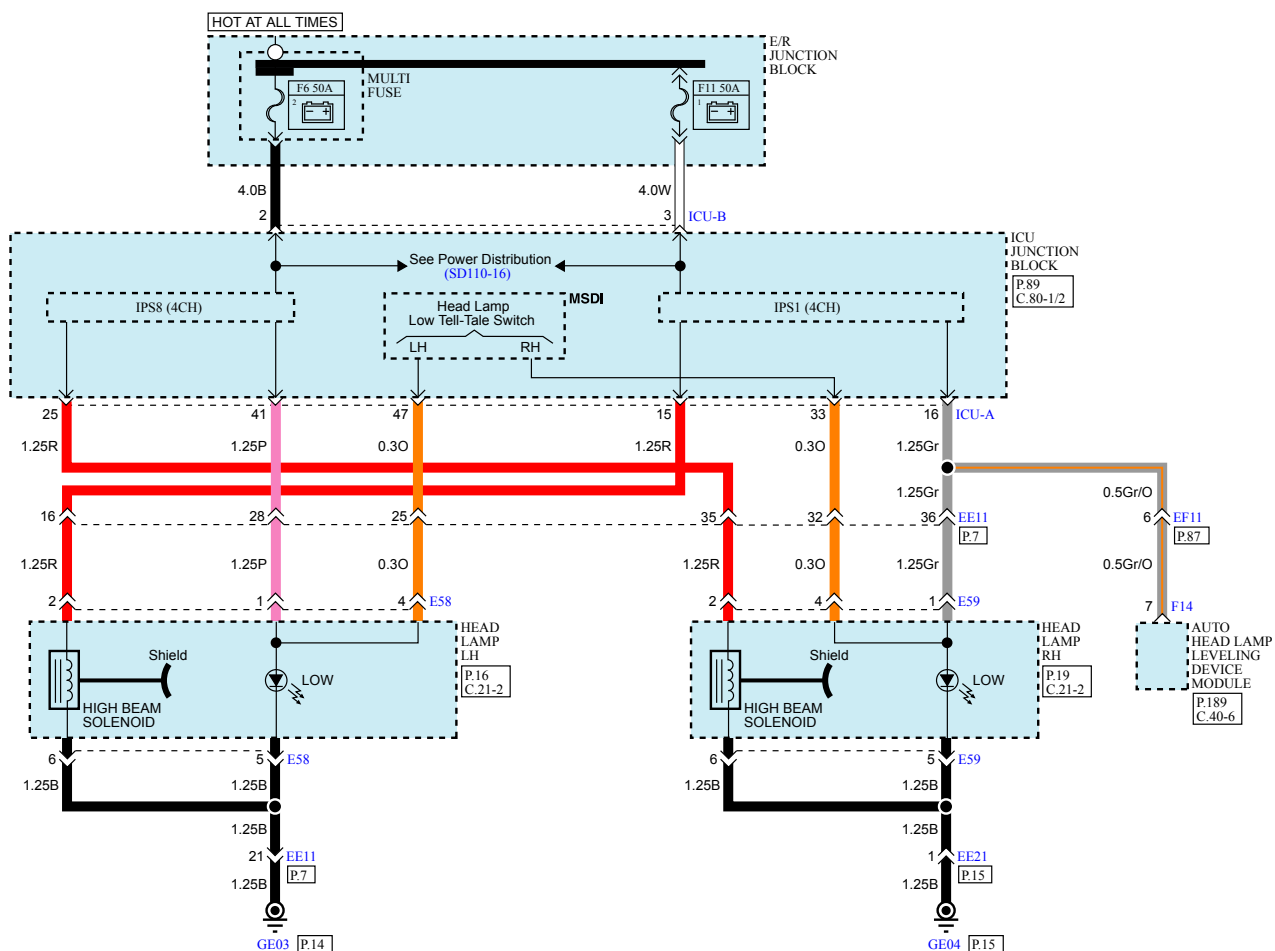 HOT AT ALL TIMES
E/R
JUNCTION
BLOCK
MULTI
FUSE
F6 50A
2
- +
F11 50A
1
- +
4.0B
4.0W
2
3
ICU-B
ICU
JUNCTION
BLOCK
P.89
C.80-1/2
See Power Distribution
(SD110-16)
IPS8 (4CH)
MSDI
Head Lamp
Low Tell-Tale Switch
LH
RH
IPS1 (4CH)
25
41
47
15
33
16
ICU-A
1.25R
1.25P
0.3O
1.25R
0.3O
1.25Gr
1.25Gr
0.5Gr/O
16
28
25
35
32
36
EE11
P.7
6
EF11
P.87
1.25R
1.25P
0.3O
1.25R
0.3O
1.25Gr
0.5Gr/O
2
1
4
E58
2
4
1
E59
7
F14
HEAD
LAMP
LH
P.16
C.21-2
Shield
LOW
HIGH BEAM
SOLENOID
HEAD
LAMP
RH
P.19
C.21-2
Shield
LOW
HIGH BEAM
SOLENOID
AUTO
HEAD LAMP
LEVELING
DEVICE
MODULE
P.189
C.40-6
6
5
E58
6
5
E59
1.25B
1.25B
1.25B
1.25B
1.25B
1.25B
21
EE11
P.7
1
EE21
P.15
1.25B
1.25B
GE03
P.14
GE04
P.15